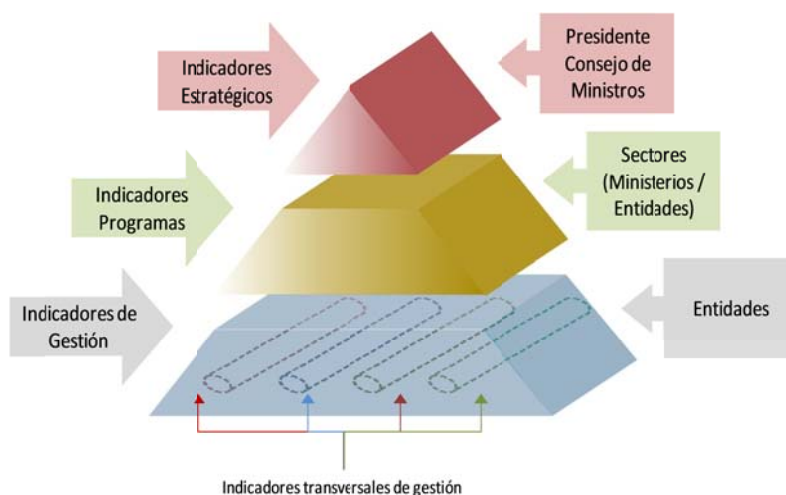 Indicadores
Estratégicos
Presidente
Consejo de
Ministros
Indicadores
Programas
Sectores
(Ministerios /
Entidades)
Indicadores de
Gestión
Entidades
Indicadores transversales de gestión